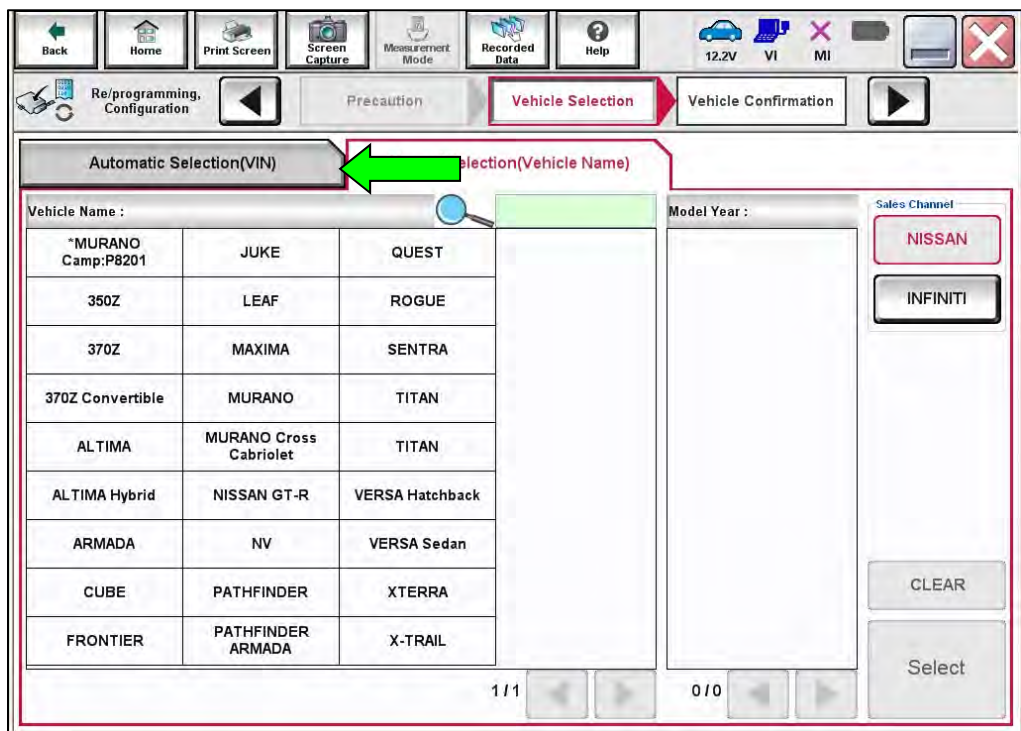 Back
Home
Print Screen
Screen
Capture
Measurement
Mode
Recorded
Data
?
Help
12.2V
VI
MI
Re/programming,
Configuration
Precaution
Vehicle Selection
Vehicle Confirmation
Automatic Selection(VIN)
election(Vehicle Name)
Vehicle Name :
Model Year :
Sales Channel
*MURANO
Camp:P8201
JUKE
QUEST
NISSAN
350Z
LEAF
ROGUE
INFINITI
370Z
MAXIMA
SENTRA
370Z Convertible
MURANO
TITAN
ALTIMA
MURANO Cross
Cabriolet
TITAN
ALTIMA Hybrid
NISSAN GT-R
VERSA Hatchback
ARMADA
NV
VERSA Sedan
CUBE
PATHFINDER
XTERRA
CLEAR
FRONTIER
PATHFINDER
ARMADA
X-TRAIL
Select
1/1
0/0